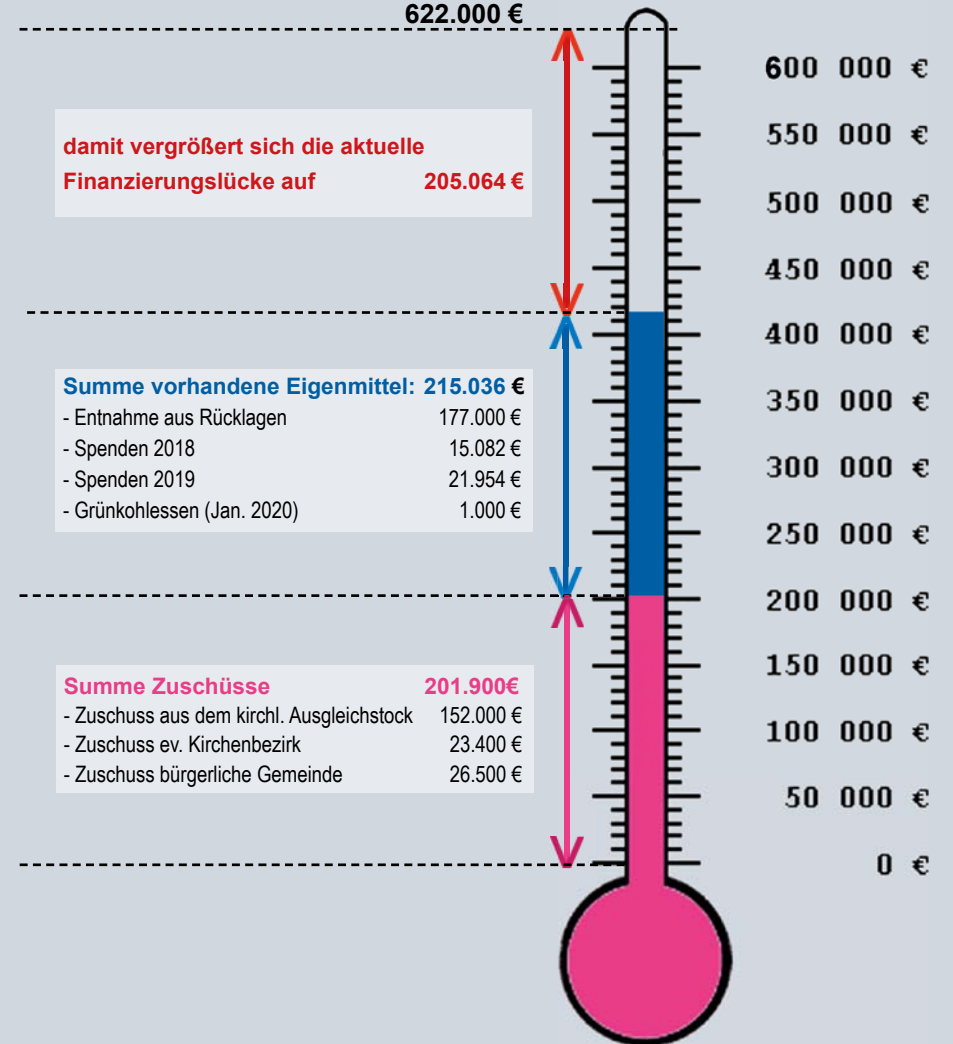 622.000 €
damit vergrößert sich die aktuelle
Finanzierungslücke auf 205.064 €
Summe vorhandene Eigenmittel: 215.036 €
- Entnahme aus Rücklagen 177.000 €
- Spenden 2018 15.082 €
- Spenden 2019 21.954 €
- Grünkohlessen (Jan. 2020) 1.000 €
Summe Zuschüsse 201.900€
- Zuschuss aus dem kirchl. Ausgleichstock 152.000 €
- Zuschuss ev. Kirchenbezirk 23.400 €
- Zuschuss bürgerliche Gemeinde 26.500 €
600 000 €
550 000 €
500 000 €
450 000 €
400 000 €
350 000 €
300 000 €
250 000 €
200 000 €
150 000 €
100 000 €
50 000 €
0 €